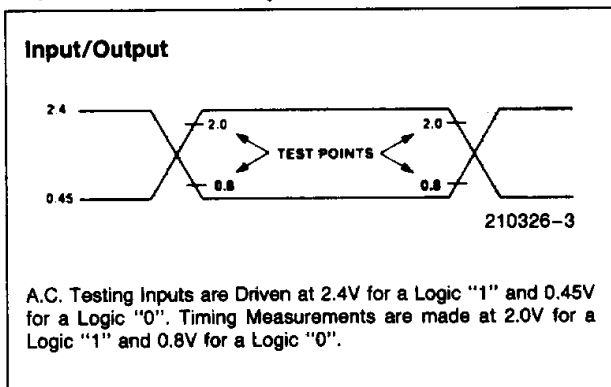 Input/Output
2.4
2.0
2.0
TEST POINTS
0.8
0.8
0.45
210326-3
A.C. Testing Inputs are Driven at 2.4V for a Logic "1" and 0.45V
for a Logic "0". Timing Measurements are made at 2.0V for a
Logic "1" and 0.8V for a Logic "0".